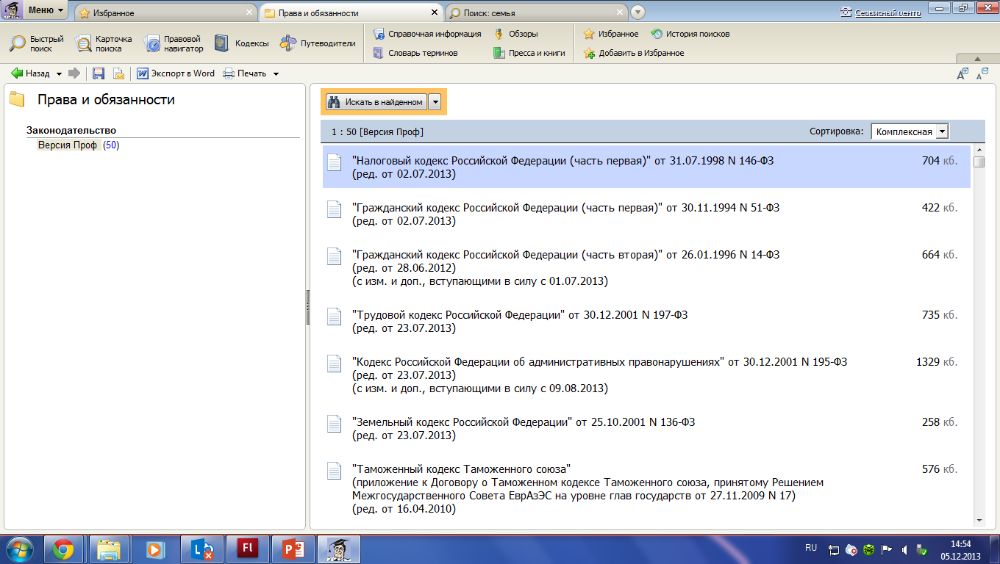 Меню
Избранное
Права и обязанности
Поиск: семья
Сервисный центр
Быстрый поиск
Карточка поиска
Правовой навигатор
Кодексы
Путеводители
Справочная информация
Словарь терминов
Обзоры
Пресса и книги
Избранное
История поисков
Добавить в Избранное
Назад
Экспорт в Word
Печать
Права и обязанности
Законодательство
Версия Проф (50)
Искать в найденном
1 : 50 [Версия Проф]
Сортировка: Комплексная
"Налоговый кодекс Российской Федерации (часть первая)" от 31.07.1998 N 146-ФЗ 704 кб.
(ред. от 02.07.2013)
"Гражданский кодекс Российской Федерации (часть первая)" от 30.11.1994 N 51-ФЗ 422 кб.
(ред. от 02.07.2013)
"Гражданский кодекс Российской Федерации (часть вторая)" от 26.01.1996 N 14-ФЗ 664 кб.
(ред. от 28.06.2012)
(с изм. и доп., вступающими в силу с 01.07.2013)
"Трудовой кодекс Российской Федерации" от 30.12.2001 N 197-ФЗ 735 кб.
(ред. от 23.07.2013)
"Кодекс Российской Федерации об административных правонарушениях" от 30.12.2001 N 195-ФЗ 1329 кб.
(ред. от 23.07.2013)
(с изм. и доп., вступающими в силу с 09.08.2013)
"Земельный кодекс Российской Федерации" от 25.10.2001 N 136-ФЗ 258 кб.
(ред. от 23.07.2013)
"Таможенный кодекс Таможенного союза" 576 кб.
(приложение к Договору о Таможенном кодексе Таможенного союза, принятому Решением
Межгосударственного Совета ЕврАзЭС на уровне глав государств от 27.11.2009 N 17)
(ред. от 16.04.2010)
RU
14:54
05.12.2013